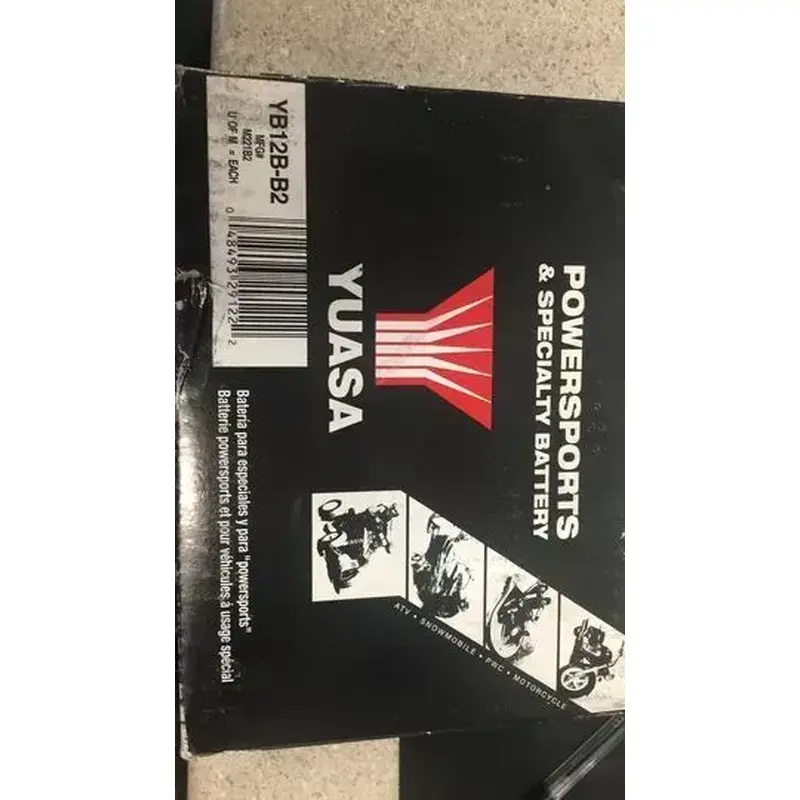 POWERSPORTS
& SPECIALTY BATTERY
YUASA
YB12B-B2
MFG#
M221B2
U OF M = EACH
0 48493 29122 2
ATV • SNOWMOBILE • PWC • MOTORCYCLE
Batería para especiales y para "powersports"
Batterie powersports et pour véhicules à usage spécial